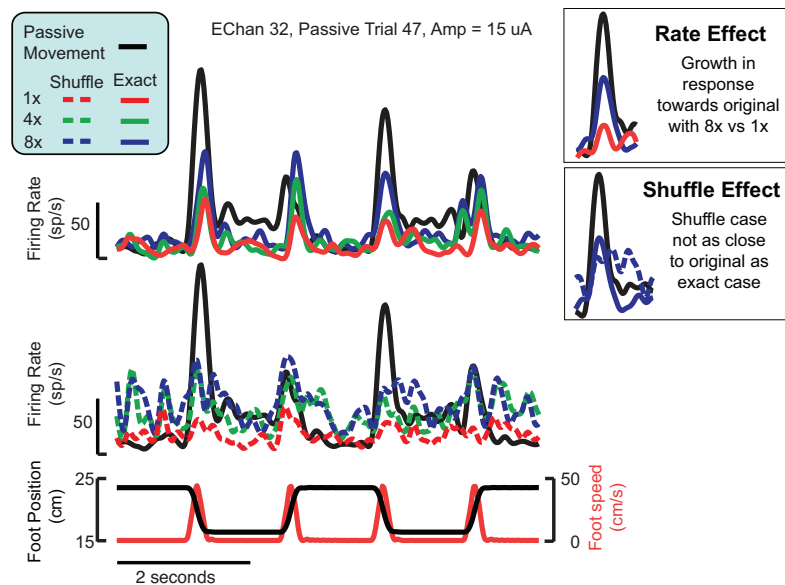 EChan 32, Passive Trial 47, Amp = 15 uA
Passive
Movement
Shuffle Exact
1x
4x
8x
Rate Effect
Growth in
response
towards original
with 8x vs 1x
Shuffle Effect
Shuffle case
not as close
to original as
exact case
Firing Rate
(sp/s)
50
Firing Rate
(sp/s)
50
Foot Position
(cm)
25
15
50
0
Foot speed
(cm/s)
2 seconds